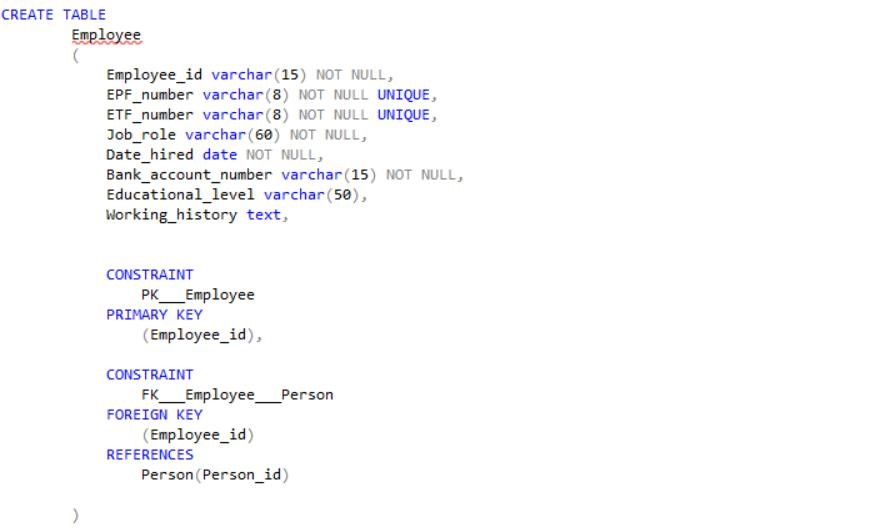 CREATE TABLE
Employee
(
Employee_id varchar(15) NOT NULL,
EPF_number varchar(8) NOT NULL UNIQUE,
ETF_number varchar(8) NOT NULL UNIQUE,
Job_role varchar(60) NOT NULL,
Date_hired date NOT NULL,
Bank_account_number varchar(15) NOT NULL,
Educational_level varchar(50),
Working_history text,
CONSTRAINT
PK___Employee
PRIMARY KEY
(Employee_id),
CONSTRAINT
FK___Employee___Person
FOREIGN KEY
(Employee_id)
REFERENCES
Person(Person_id)
)